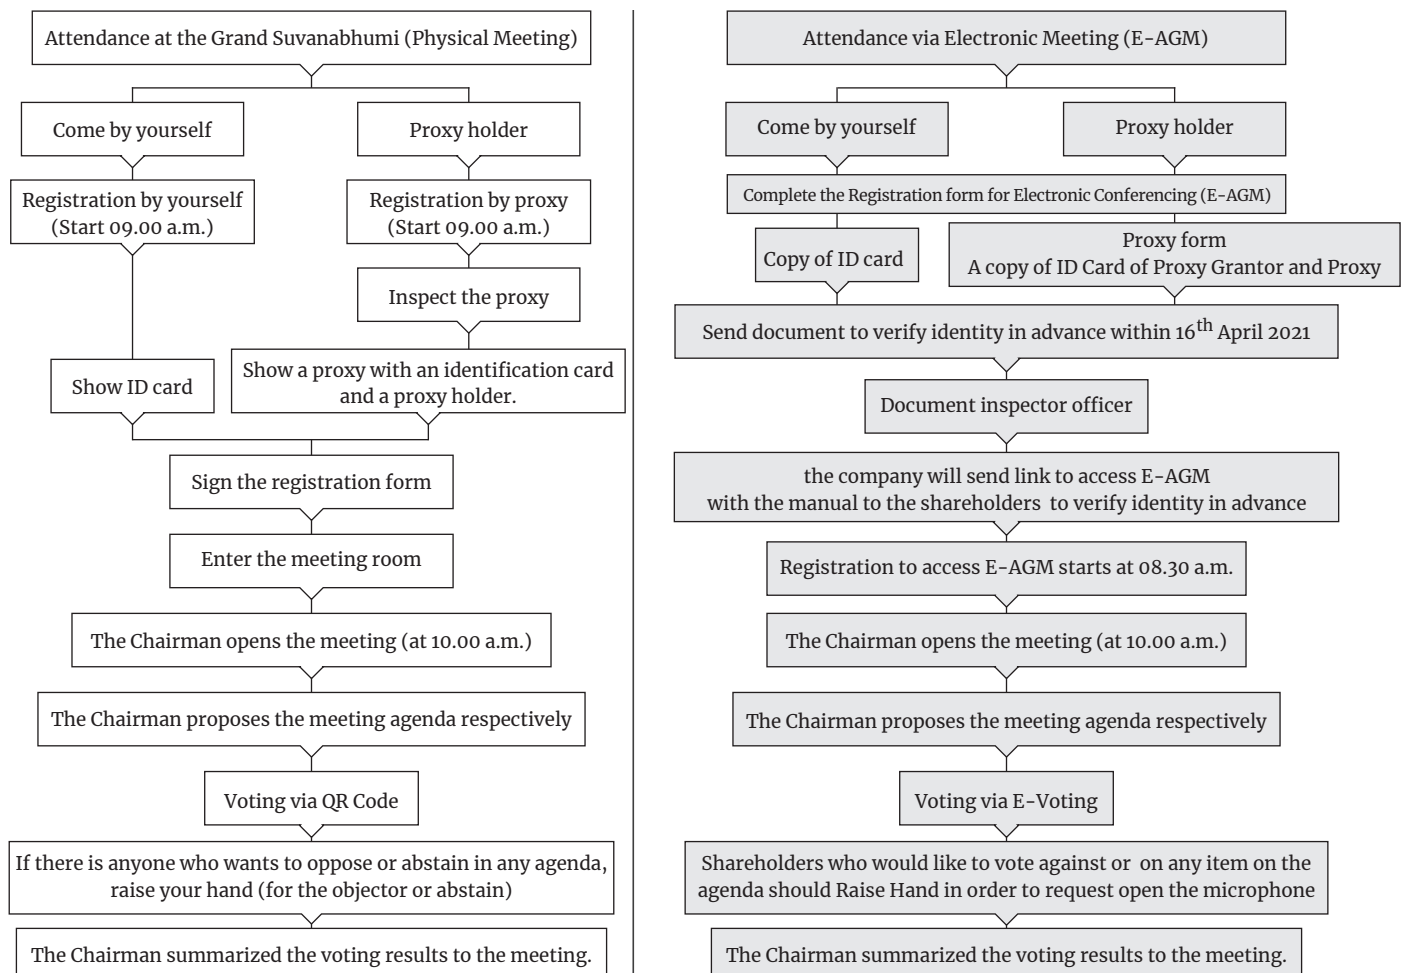 Attendance at the Grand Suvanabhumi (Physical Meeting)
Come by yourself
Proxy holder
Registration by yourself
(Start 09.00 a.m.)
Registration by proxy
(Start 09.00 a.m.)
Inspect the proxy
Show ID card
Show a proxy with an identification card
and a proxy holder.
Sign the registration form
Enter the meeting room
The Chairman opens the meeting (at 10.00 a.m.)
The Chairman proposes the meeting agenda respectively
Voting via QR Code
If there is anyone who wants to oppose or abstain in any agenda,
raise your hand (for the objector or abstain)
The Chairman summarized the voting results to the meeting.
Attendance via Electronic Meeting (E-AGM)
Come by yourself
Proxy holder
Complete the Registration form for Electronic Conferencing (E-AGM)
Copy of ID card
Proxy form
A copy of ID Card of Proxy Grantor and Proxy
Send document to verify identity in advance within 16th April 2021
Document inspector officer
the company will send link to access E-AGM
with the manual to the shareholders to verify identity in advance
Registration to access E-AGM starts at 08.30 a.m.
The Chairman opens the meeting (at 10.00 a.m.)
The Chairman proposes the meeting agenda respectively
Voting via E-Voting
Shareholders who would like to vote against or on any item on the
agenda should Raise Hand in order to request open the microphone
The Chairman summarized the voting results to the meeting.